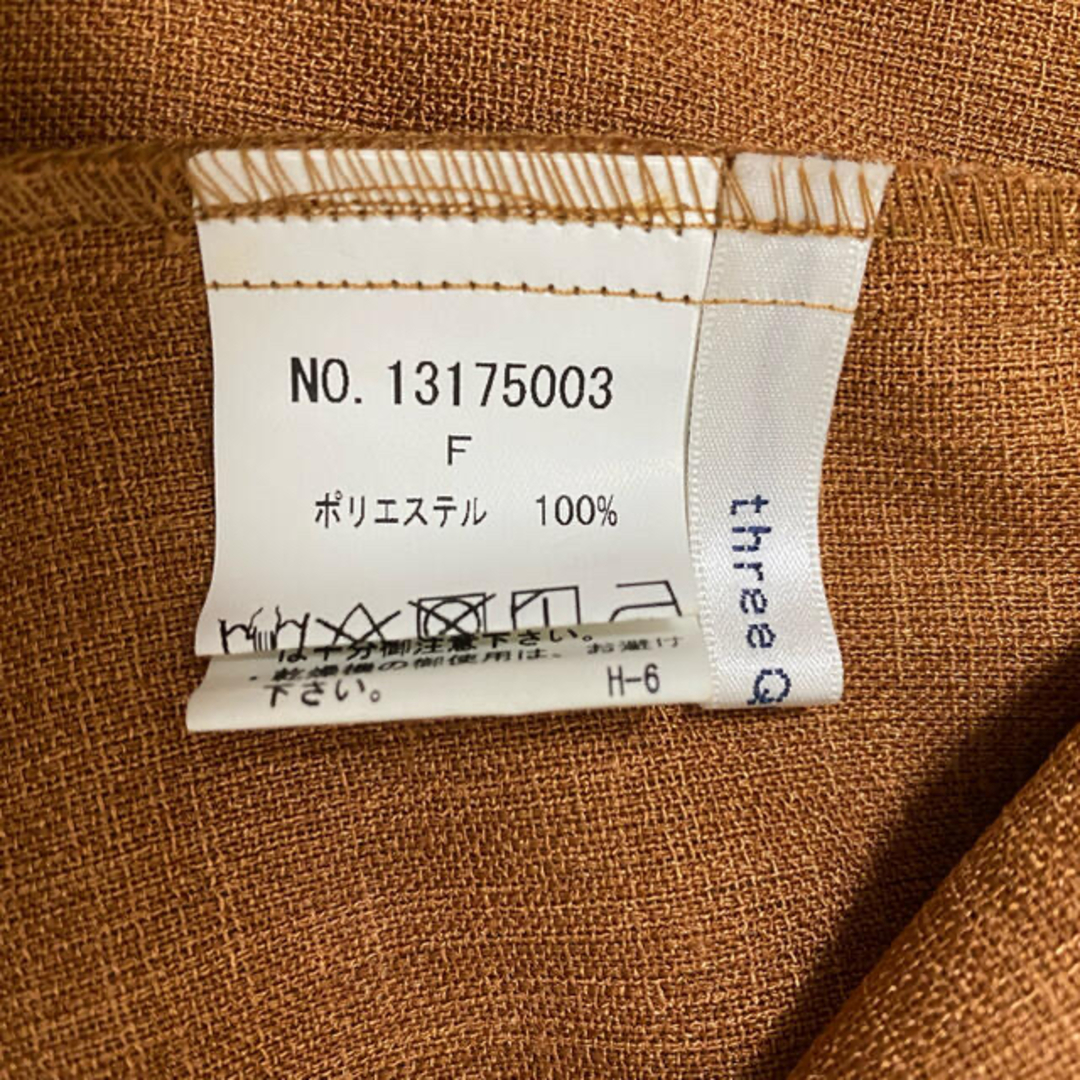 NO. 13175003
F
ポリエステル 100%
は十分御注意下さい。
・乾燥機の御使用は、お避け
下さい。
H-6
three Q